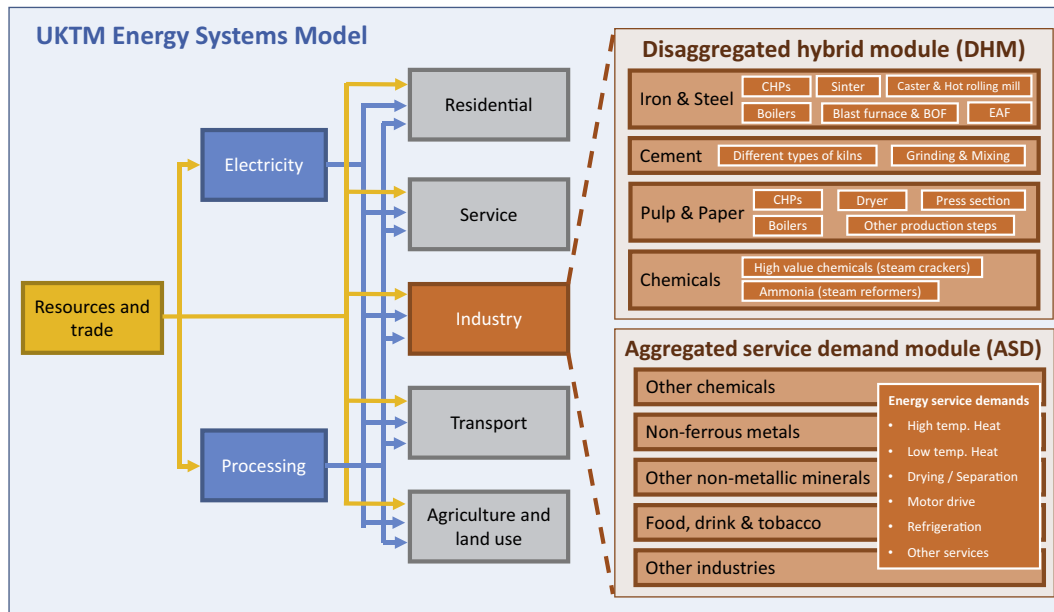 UKTM Energy Systems Model
Resources and
trade
Electricity
Processing
Residential
Service
Industry
Transport
Agriculture and
land use
Disaggregated hybrid module (DHM)
Iron & Steel
CHPs
Sinter
Caster & Hot rolling mill
Boilers
Blast furnace & BOF
EAF
Cement
Different types of kilns
Grinding & Mixing
Pulp & Paper
CHPs
Dryer
Press section
Boilers
Other production steps
Chemicals
High value chemicals (steam crackers)
Ammonia (steam reformers)
Aggregated service demand module (ASD)
Other chemicals
Non-ferrous metals
Other non-metallic minerals
Food, drink & tobacco
Other industries
Energy service demands
• High temp. Heat
• Low temp. Heat
• Drying / Separation
• Motor drive
• Refrigeration
• Other services